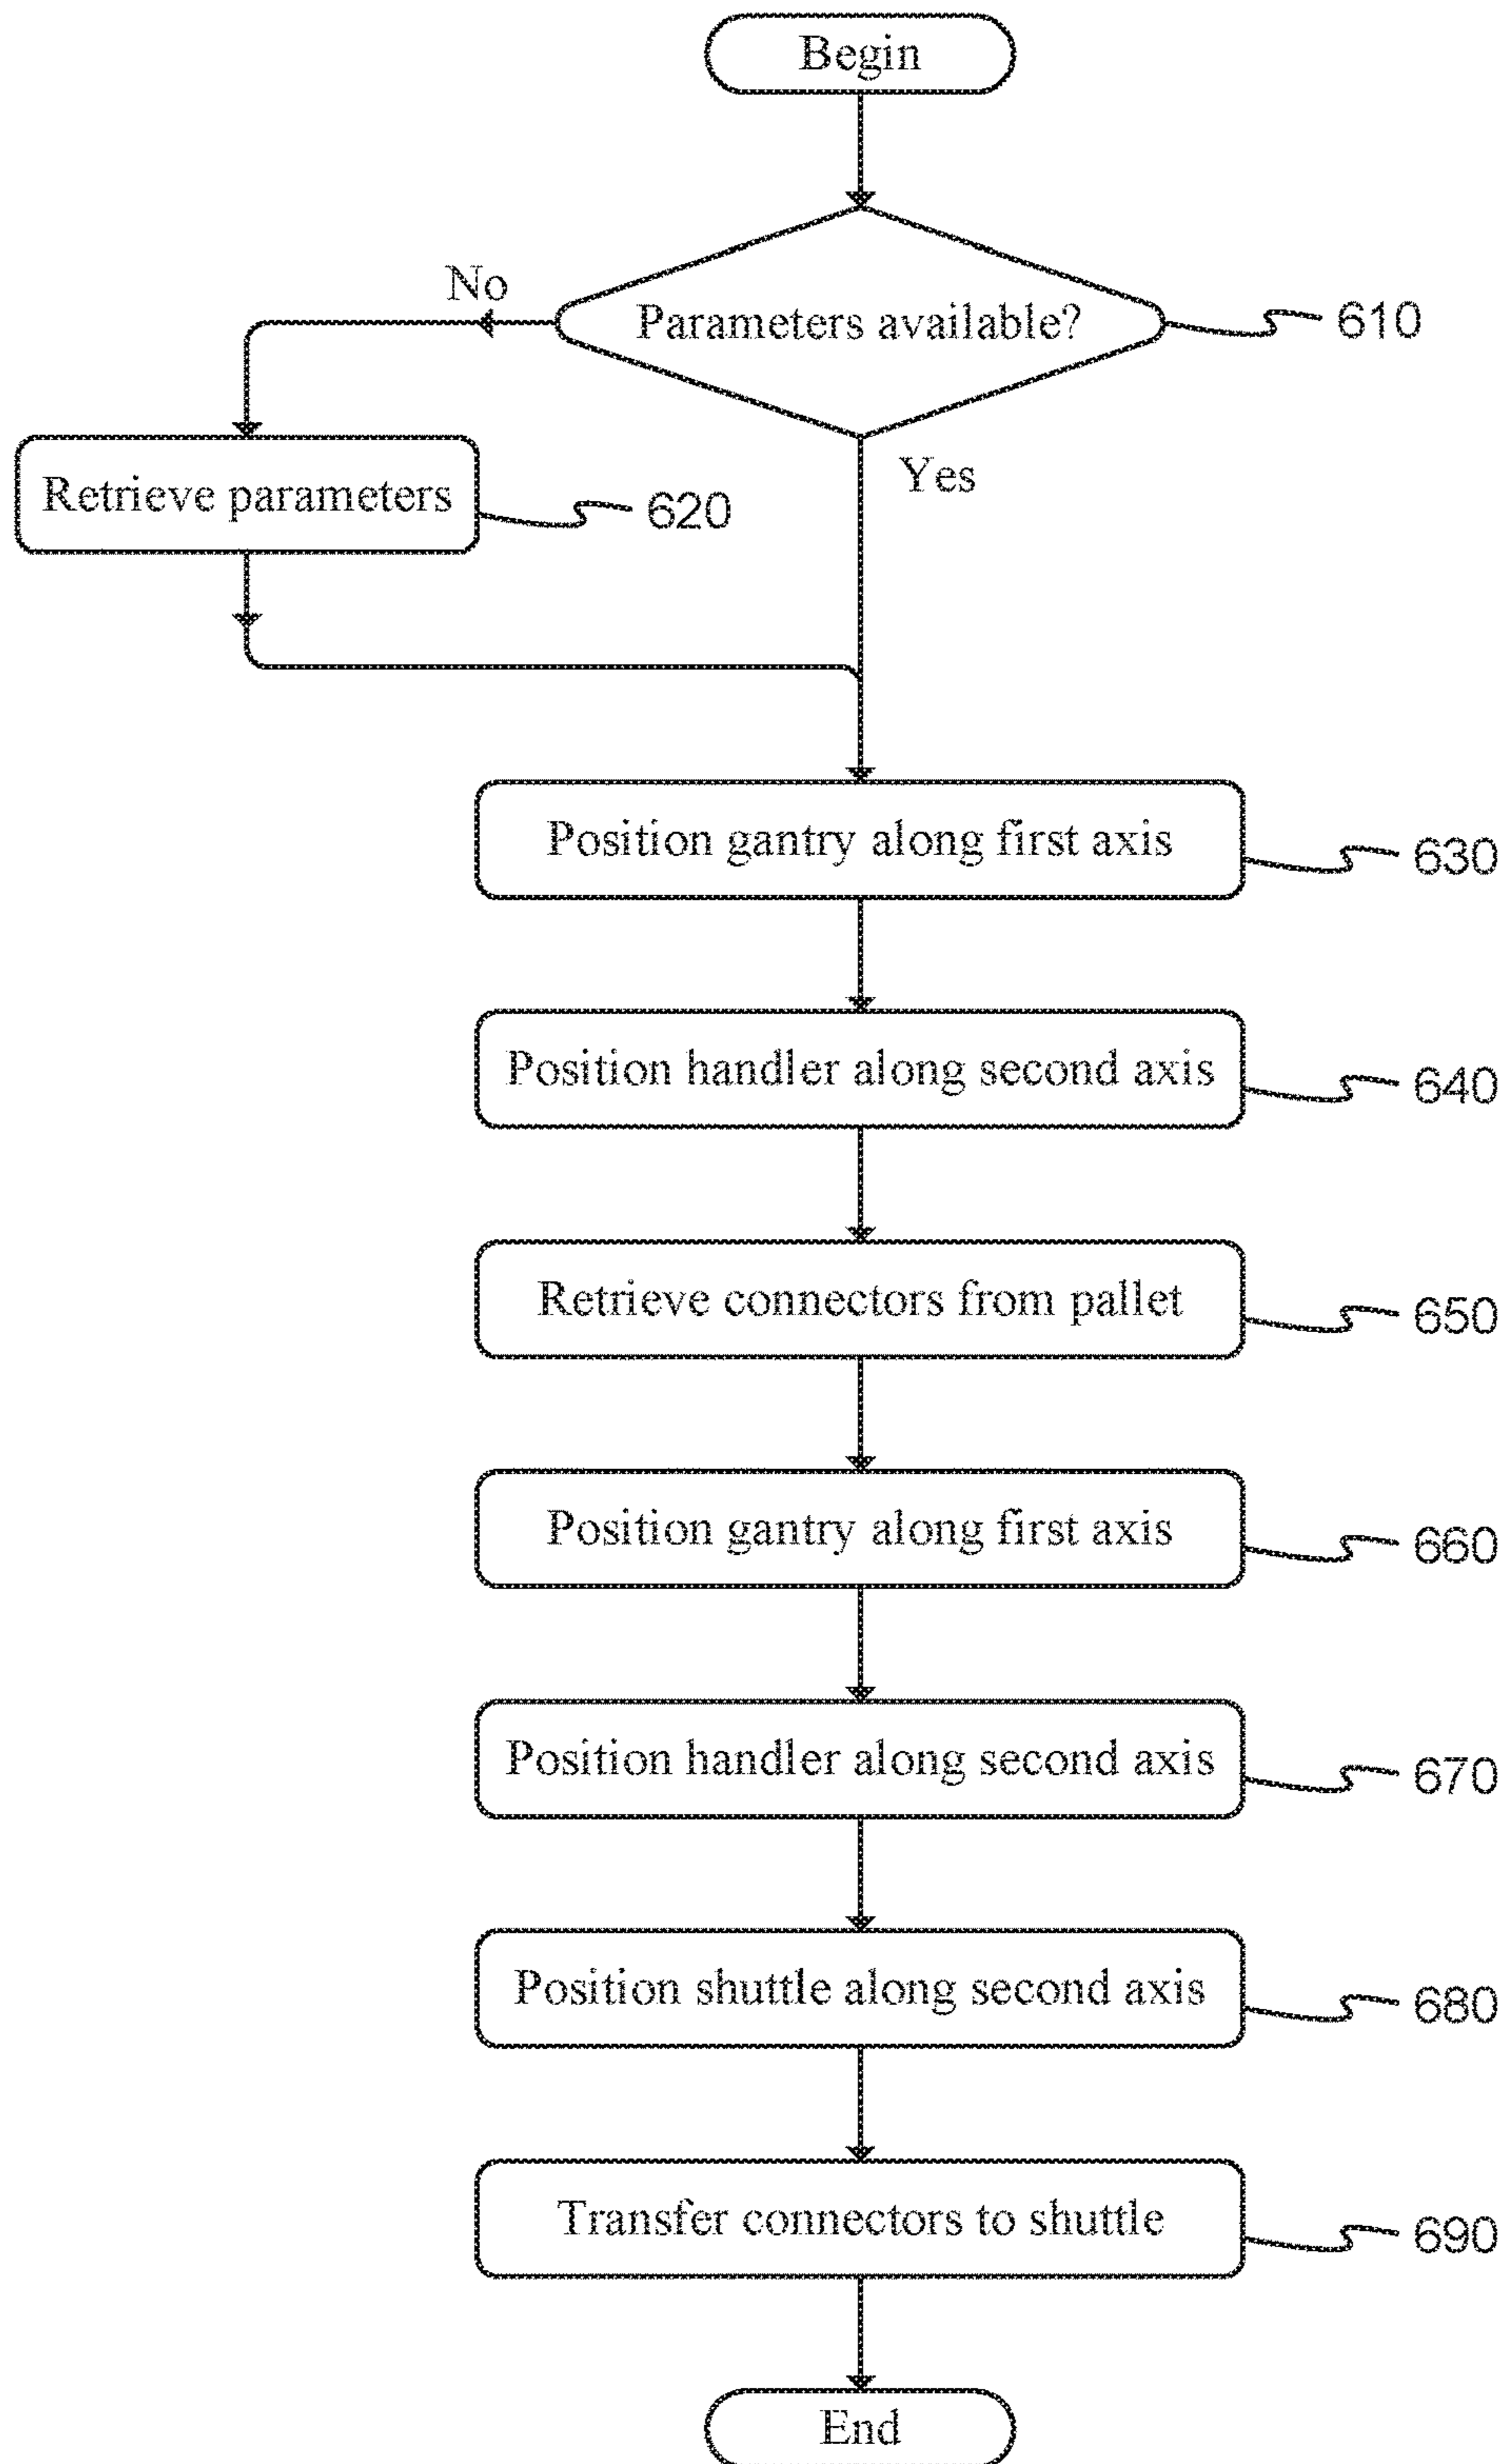 Begin
No
Parameters available?
610
Yes
Retrieve parameters
620
Position gantry along first axis
630
Position handler along second axis
640
Retrieve connectors from pallet
650
Position gantry along first axis
660
Position handler along second axis
670
Position shuttle along second axis
680
Transfer connectors to shuttle
690
End